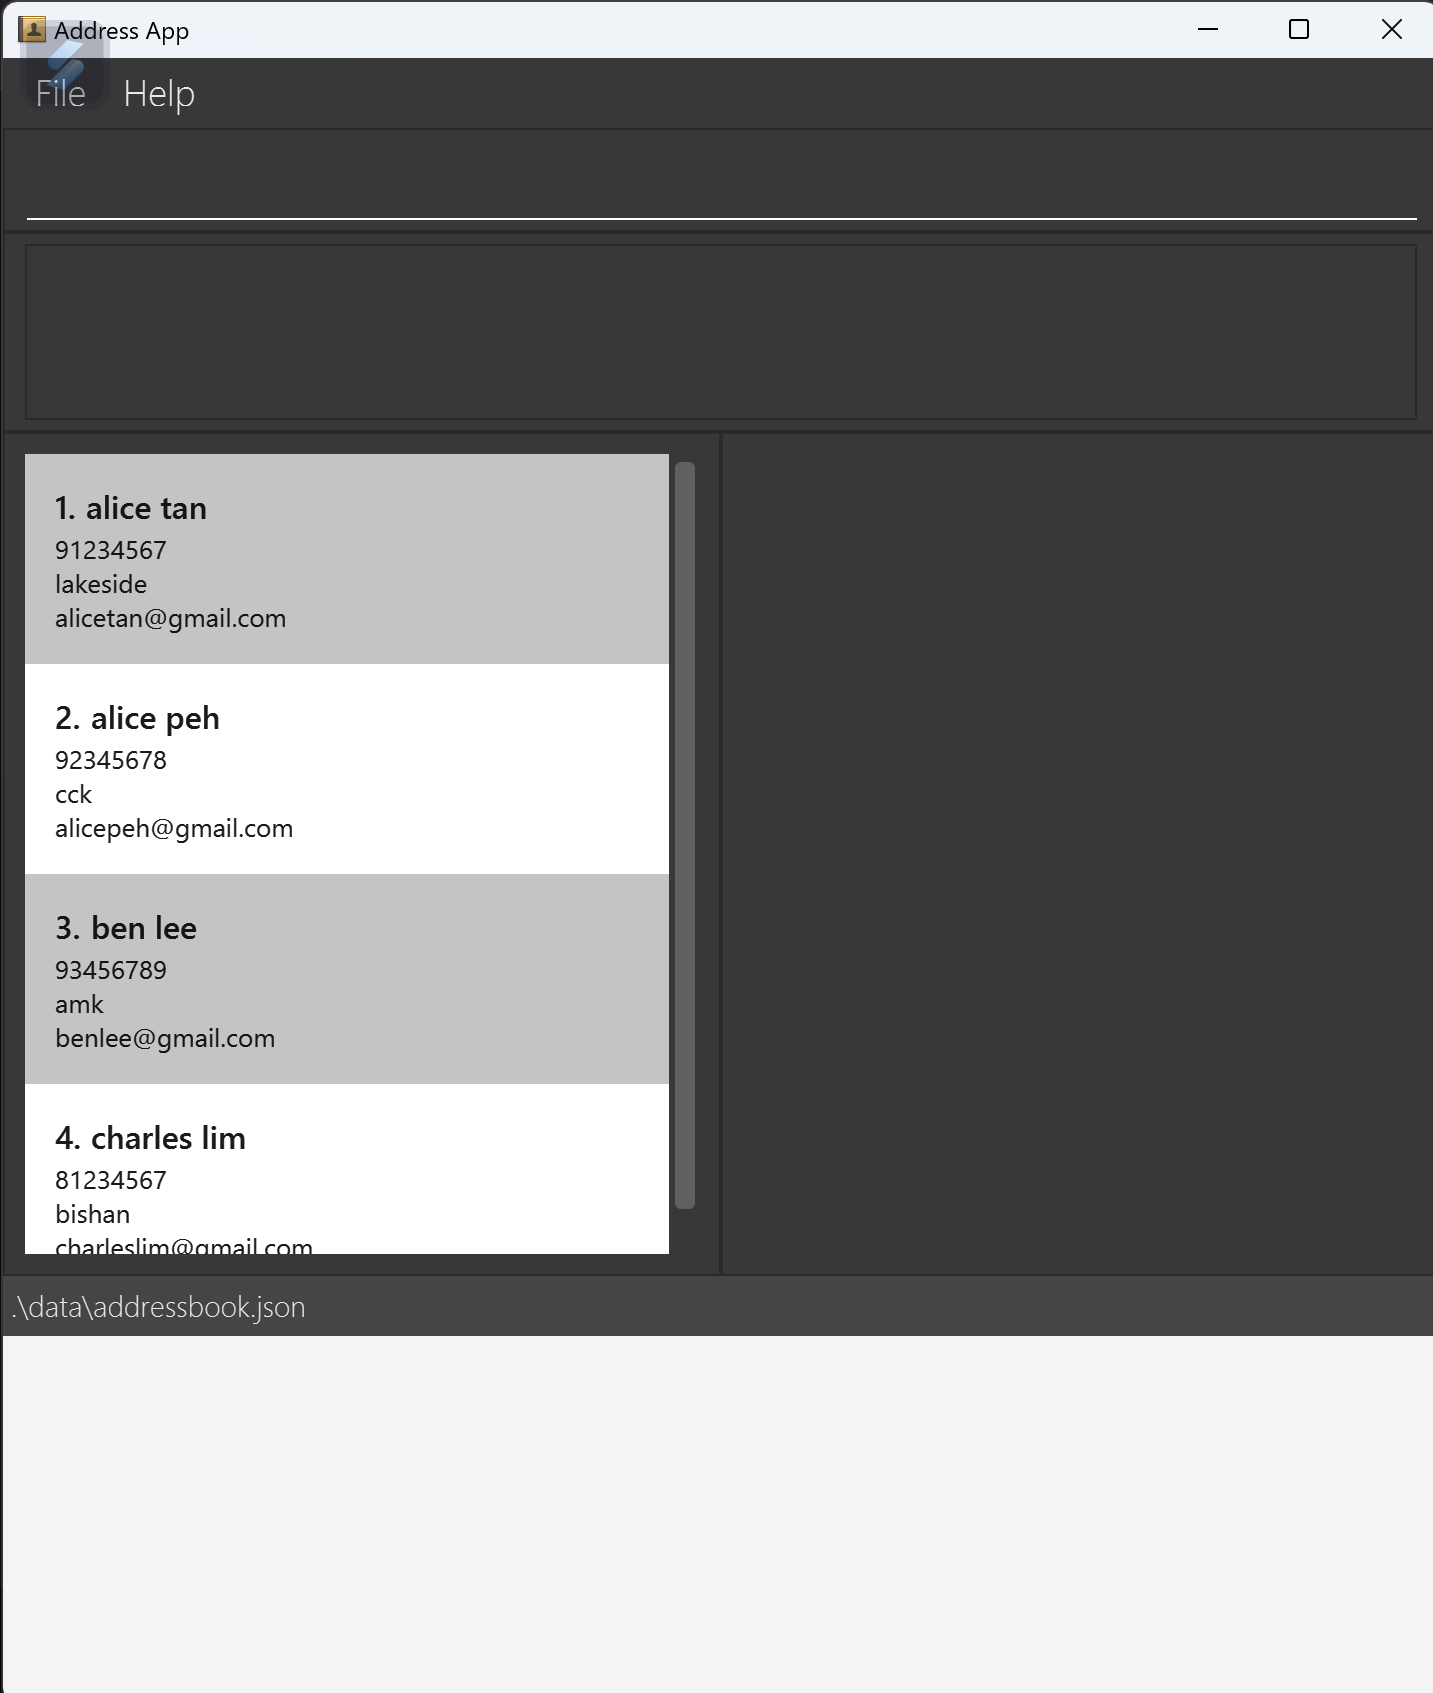 Address App
File Help
1. alice tan
91234567
lakeside
alicetan@gmail.com
2. alice peh
92345678
cck
alicepeh@gmail.com
3. ben lee
93456789
amk
benlee@gmail.com
4. charles lim
81234567
bishan
charleslim@gmail.com
.\data\addressbook.json